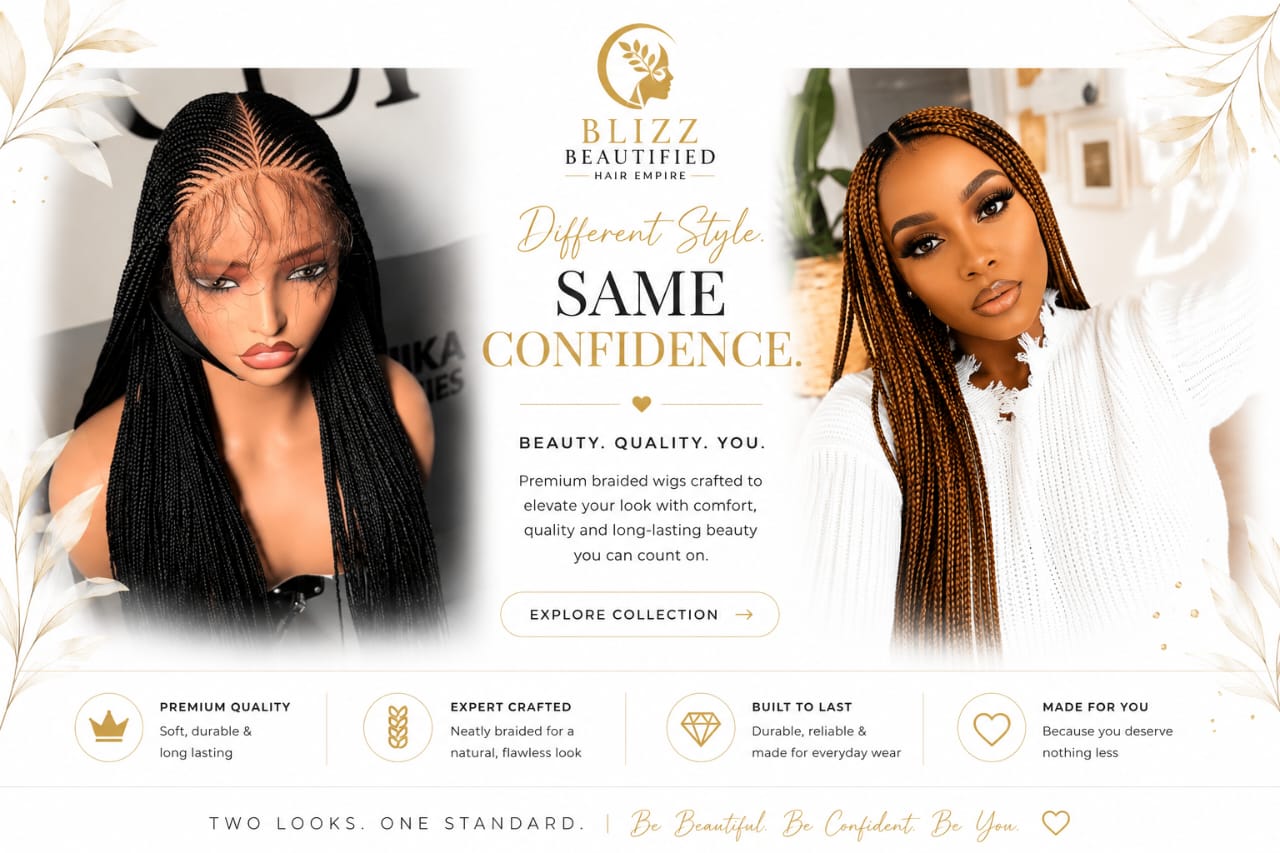 BLIZZ
BEAUTIFIED
HAIR EMPIRE
Different Style.
SAME
CONFIDENCE.
BEAUTY. QUALITY. YOU.
Premium braided wigs crafted to
elevate your look with comfort,
quality and long-lasting beauty
you can count on.
EXPLORE COLLECTION →
PREMIUM QUALITY
Soft, durable &
long lasting
EXPERT CRAFTED
Neatly braided for a
natural, flawless look
BUILT TO LAST
Durable, reliable &
made for everyday wear
MADE FOR YOU
Because you deserve
nothing less
TWO LOOKS. ONE STANDARD. | Be Beautiful. Be Confident. Be You.